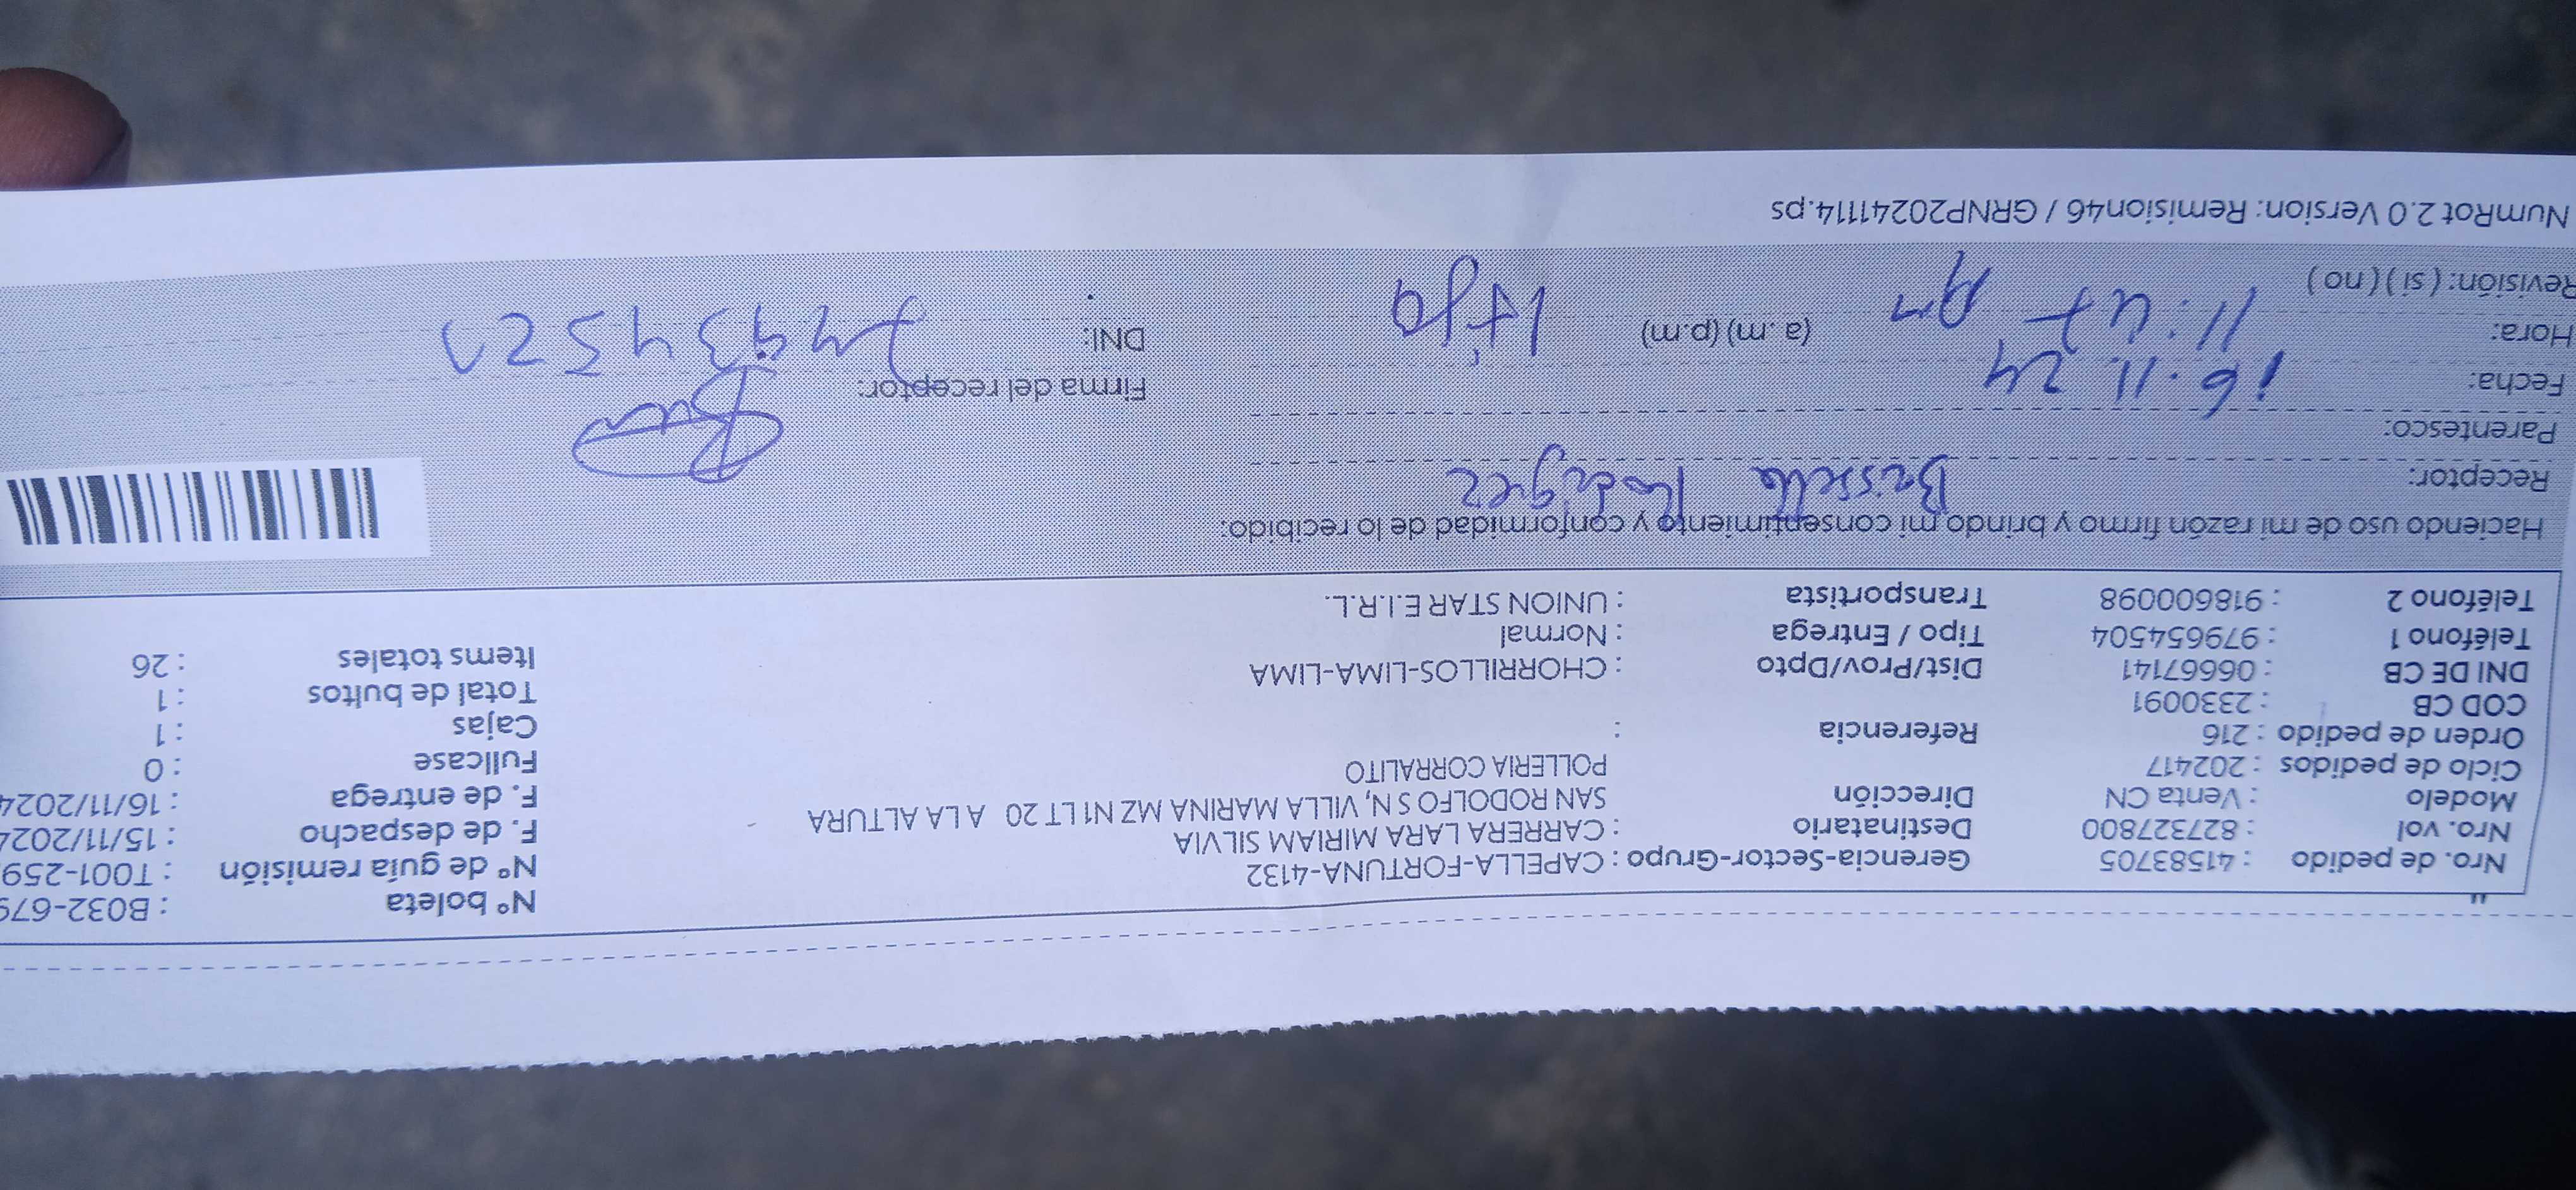 Nro. de pedido : 41583705 Gerencia-Sector-Grupo : CAPELLA-FORTUNA-4132 N° boleta : B032-679
Nro. vol : 827327800 Destinatario : CARRERA LARA MIRIAM SILVIA N° de guía remisión : T001-259
Modelo : Venta CN Dirección SAN RODOLFO S N, VILLA MARINA MZ N1 LT 20 A LA ALTURA F. de despacho : 15/11/2024
Ciclo de pedidos : 202417 POLLERIA CORRALITO F. de entrega : 16/11/2024
Orden de pedido : 216 Referencia : Fullcase : 0
COD CB : 2330091 Cajas : 1
DNI DE CB : 06667141 Dist/Prov/Dpto : CHORRILLOS-LIMA-LIMA Total de bultos : 1
Teléfono 1 : 979654504 Tipo / Entrega : Normal Items totales : 26
Teléfono 2 : 918600098 Transportista : UNION STAR E.I.R.L.
Haciendo uso de mi razón firmo y brindo mi consentimiento y conformidad de lo recibido:
Receptor: Rodriguez
Parentesco:
Fecha: 16.11.24 Firma del receptor:
Hora: 11:47 am (a.m) (p.m) Hija DNI:
Revisión: ( si ) ( no )
NumRot 2.0 Version: Remision46 / GRNP20241114.ps